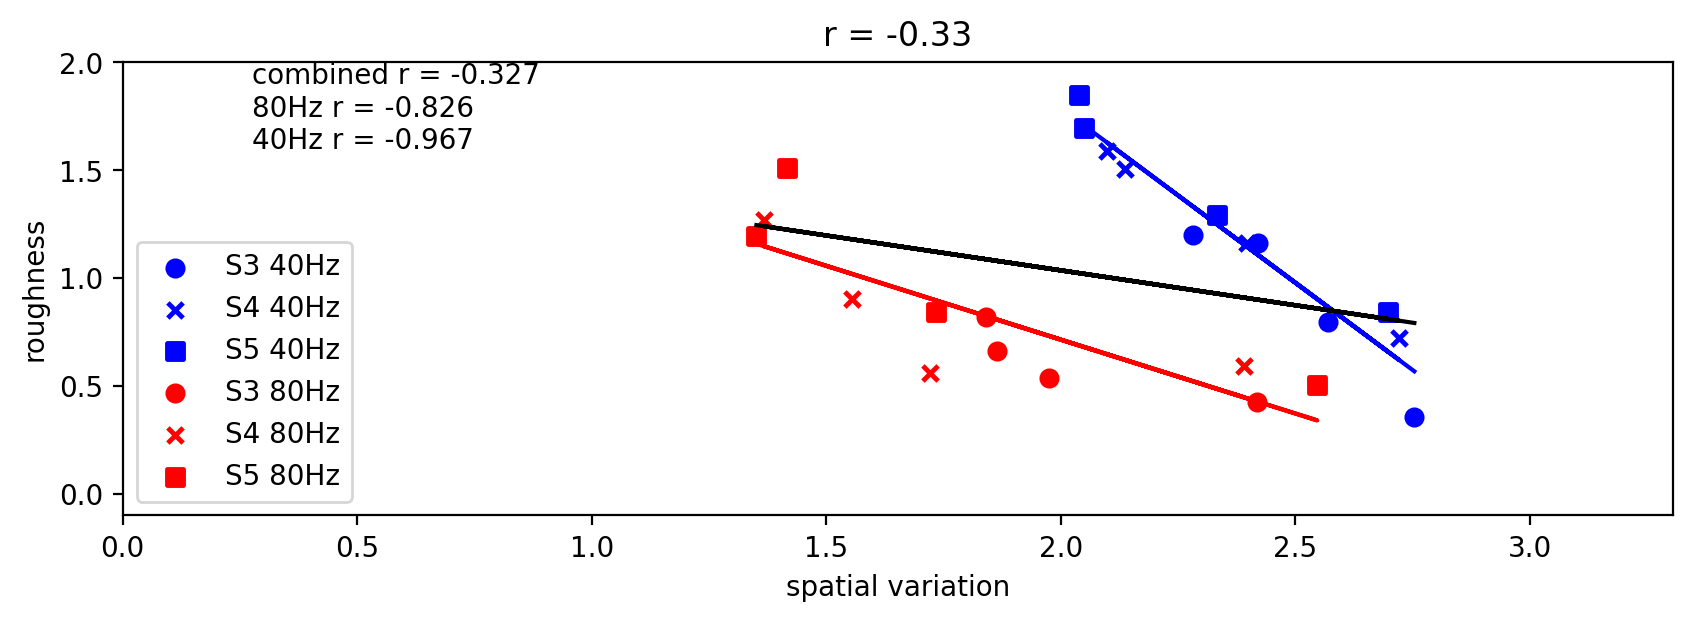 r = -0.33
combined r = -0.327
80Hz r = -0.826
40Hz r = -0.967
2.0
1.5
1.0
0.5
0.0
roughness
S3 40Hz
S4 40Hz
S5 40Hz
S3 80Hz
S4 80Hz
S5 80Hz
0.0 0.5 1.0 1.5 2.0 2.5 3.0
spatial variation